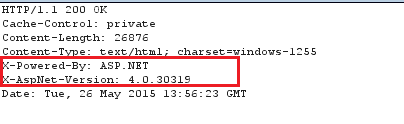 HTTP/1.1 200 OK
Cache-Control: private
Content-Length: 26876
Content-Type: text/html; charset=windows-1255
X-Powered-By: ASP.NET
X-AspNet-Version: 4.0.30319
Date: Tue, 26 May 2015 13:56:23 GMT